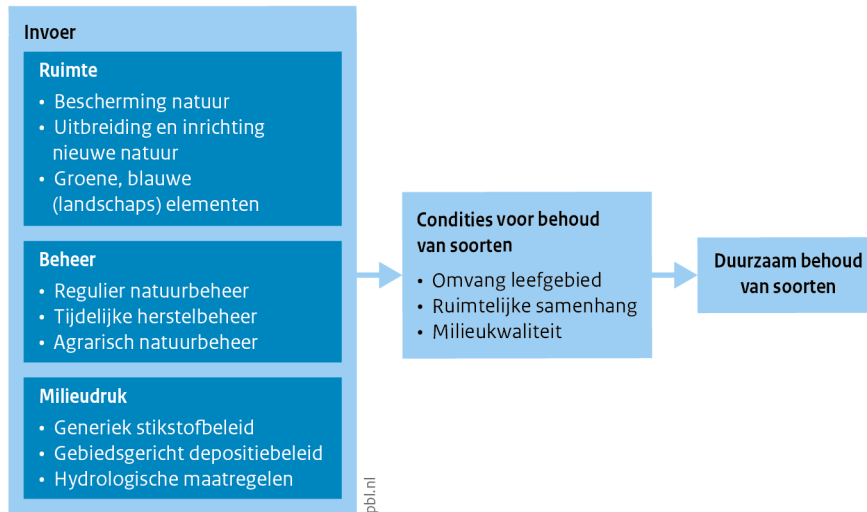 Invoer
Ruimte
• Bescherming natuur
• Uitbreiding en inrichting
nieuwe natuur
• Groene, blauwe
(landschaps) elementen
Beheer
• Regulier natuurbeheer
• Tijdelijke herstelbeheer
• Agrarisch natuurbeheer
Milieudruk
• Generiek stikstofbeleid
• Gebiedsgericht depositiebeleid
• Hydrologische maatregelen
pbl.nl
Condities voor behoud
van soorten
• Omvang leefgebied
• Ruimtelijke samenhang
• Milieukwaliteit
Duurzaam behoud
van soorten